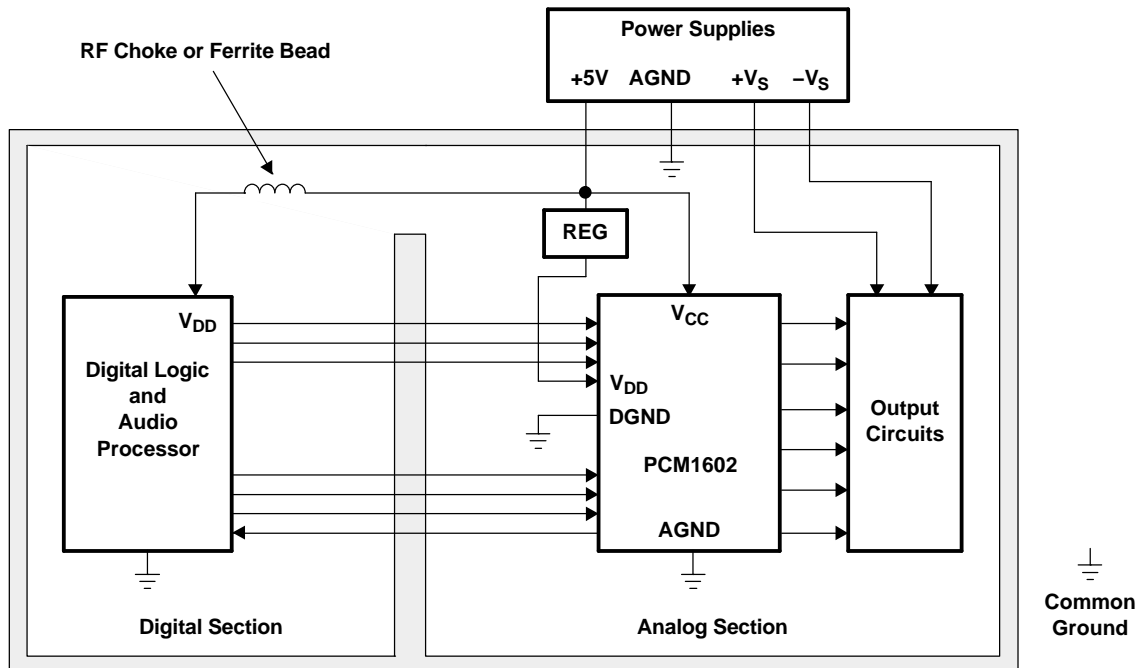 Power Supplies
RF Choke or Ferrite Bead
+5V AGND +VS –VS
REG
VDD
Digital Logic
and
Audio
Processor
VCC
VDD
DGND
PCM1602
AGND
Output
Circuits
Digital Section
Analog Section
Common
Ground